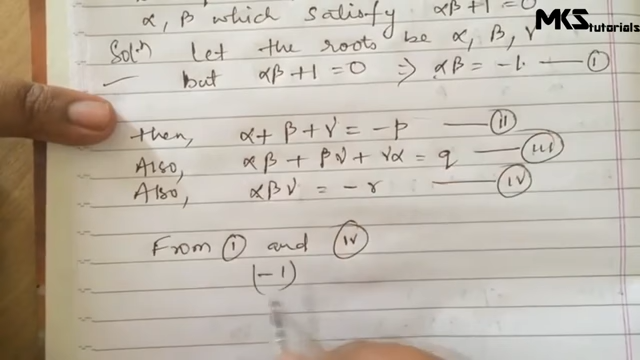 α, β which satisfy αβ+1=0
MKS tutorials
Solⁿ Let the roots be α, β, γ
but αβ+1=0 ⇒ αβ = -1. — (I)
then, α+β+γ = -p — (II)
Also, αβ + βγ + γα = q — (III)
Also, αβγ = -r — (IV)
From (I) and (IV)
(-1)